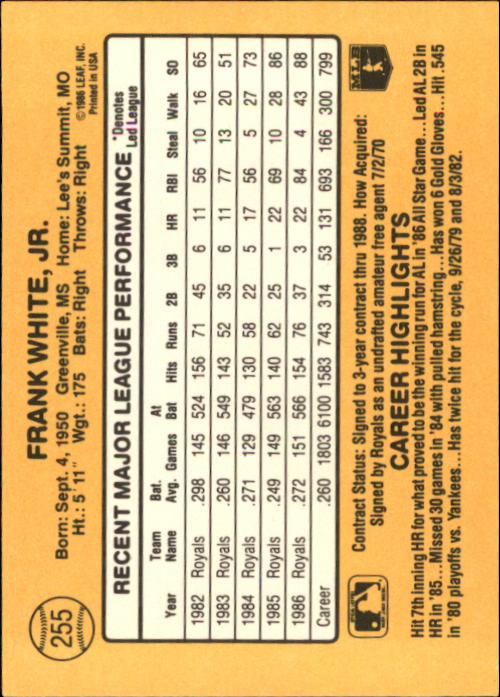 255
FRANK WHITE, JR.
Born: Sept. 4, 1950 Greenville, MS Home: Lee's Summit, MO
Ht.: 5' 11" Wgt.: 175 Bats: Right Throws: Right
©1986 LEAF, INC.
Printed in USA
RECENT MAJOR LEAGUE PERFORMANCE
*Denotes
Led League
Year Team Name Bat. Avg. Games At Bat Hits Runs 2B 3B HR RBI Steal Walk SO
1982 Royals .298 145 524 156 71 45 6 11 56 10 16 65
1983 Royals .260 146 549 143 52 35 6 11 77 13 20 51
1984 Royals .271 129 479 130 58 22 5 17 56 5 27 73
1985 Royals .249 149 563 140 62 25 1 22 69 10 28 86
1986 Royals .272 151 566 154 76 37 3 22 84 4 43 88
Career .260 1803 6100 1583 743 314 53 131 693 166 300 799
Contract Status: Signed to 3-year contract thru 1988. How Acquired:
Signed by Royals as an undrafted amateur free agent 7/2/70
CAREER HIGHLIGHTS
Hit 7th inning HR for what proved to be the winning run for AL in '86 All Star Game...Led AL 2B in
HR in '85...Missed 30 games in '84 with pulled hamstring...Has won 6 Gold Gloves...Hit .545
in '80 playoffs vs. Yankees...Has twice hit for the cycle, 9/26/79 and 8/3/82.